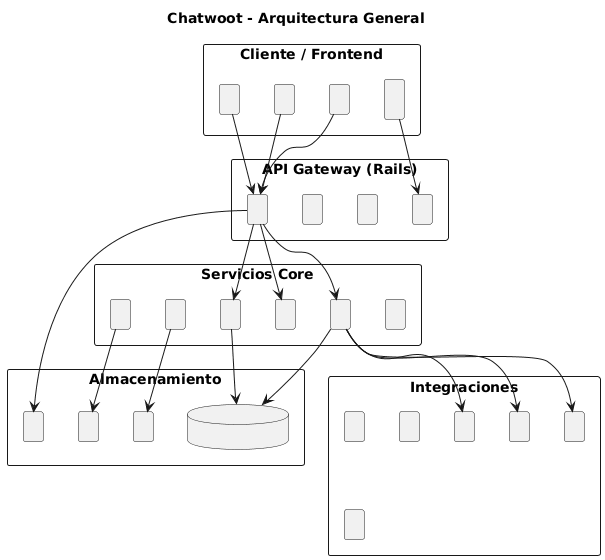 Chatwoot - Arquitectura General
Cliente / Frontend
API Gateway (Rails)
Servicios Core
Almacenamiento
Integraciones